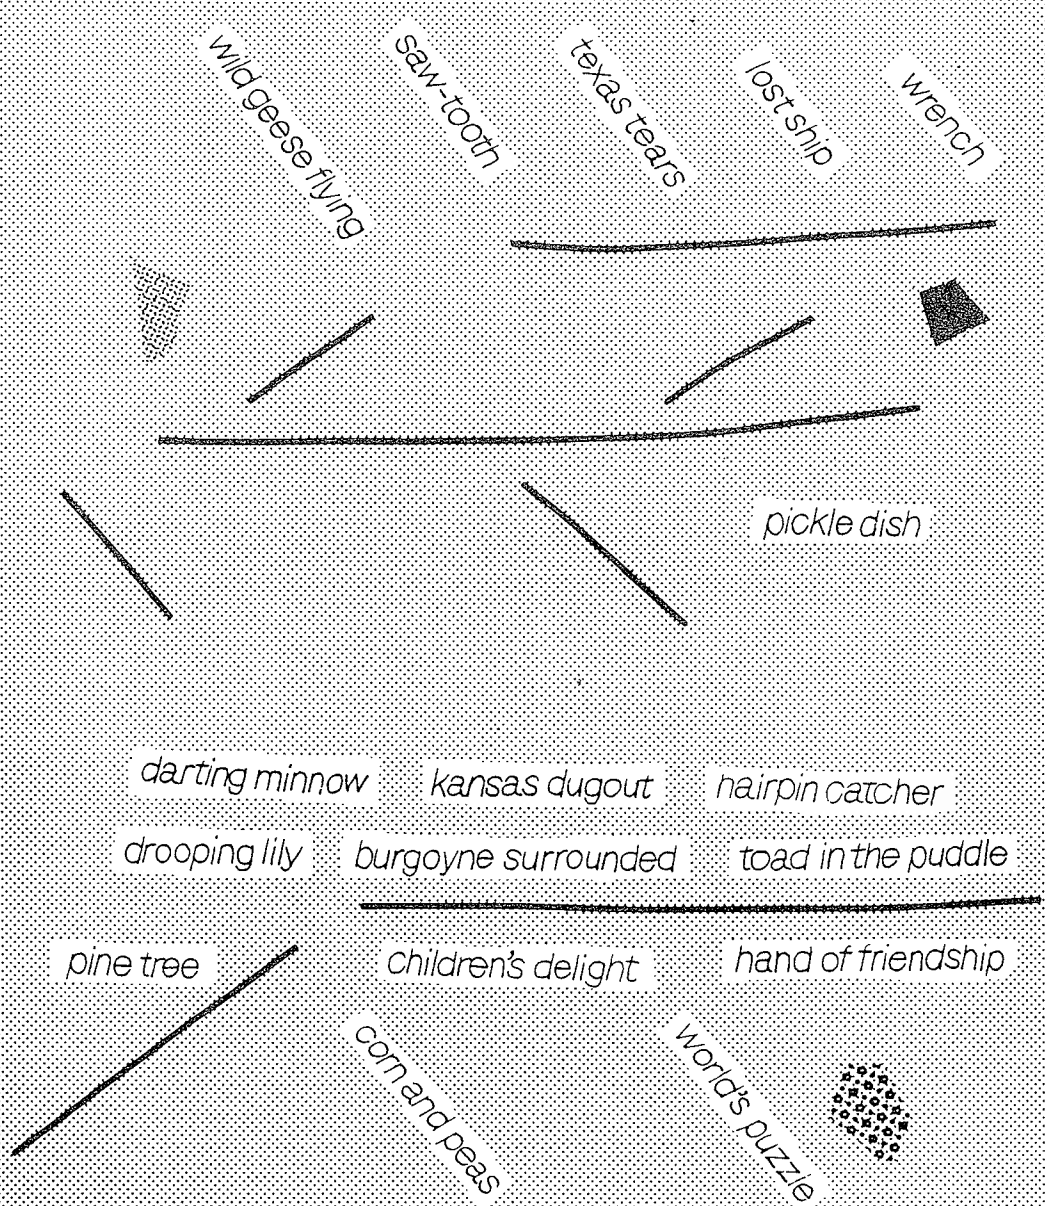 wild geese flying
saw-tooth
texas tears
lost ship
wrench
pickle dish
darting minnow
kansas dugout
hairpin catcher
drooping lily
burgoyne surrounded
toad in the puddle
pine tree
children's delight
hand of friendship
corn and peas
world's puzzle